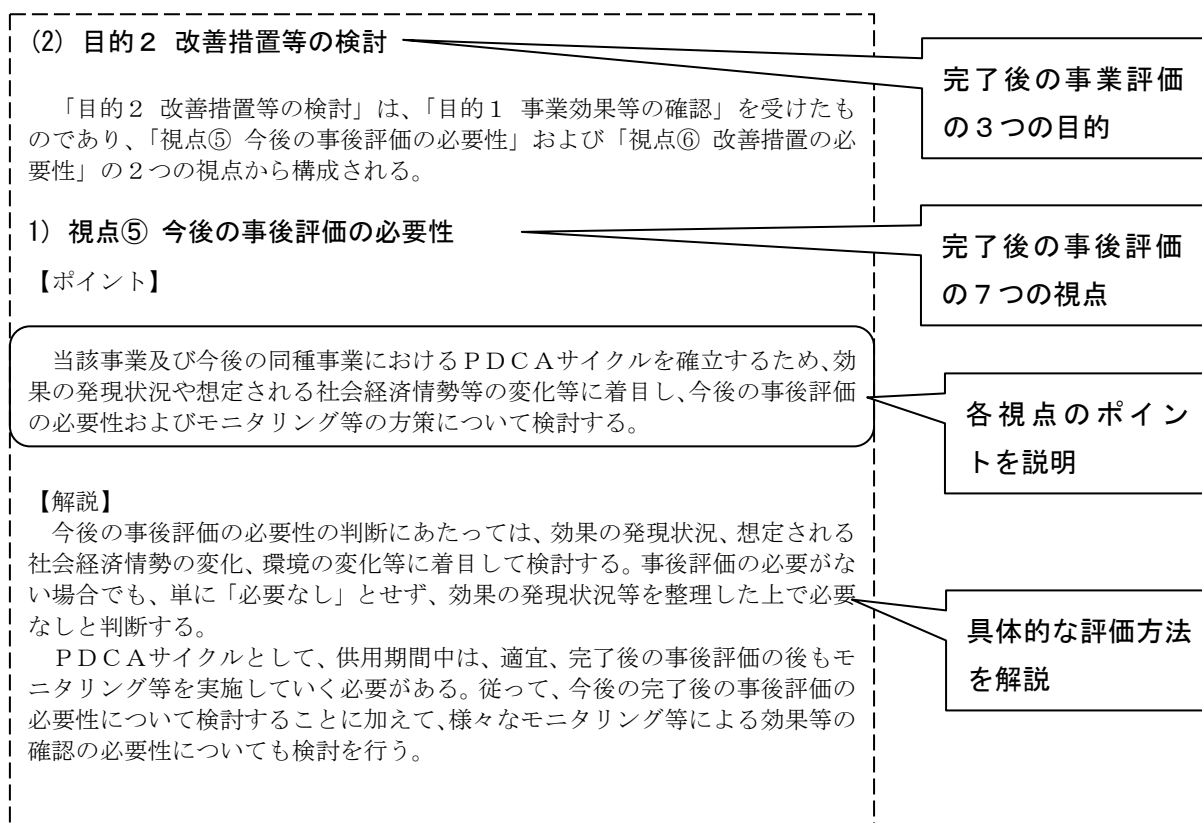 (2) 目的２ 改善措置等の検討
「目的２ 改善措置等の検討」は、「目的１ 事業効果等の確認」を受けたも
のであり、「視点⑤ 今後の事後評価の必要性」および「視点⑥ 改善措置の必
要性」の２つの視点から構成される。
1) 視点⑤ 今後の事後評価の必要性
【ポイント】
当該事業及び今後の同種事業におけるＰＤＣＡサイクルを確立するため、効
果の発現状況や想定される社会経済情勢等の変化等に着目し、今後の事後評価
の必要性およびモニタリング等の方策について検討する。
【解説】
今後の事後評価の必要性の判断にあたっては、効果の発現状況、想定される
社会経済情勢の変化、環境の変化等に着目して検討する。事後評価の必要がな
い場合でも、単に「必要なし」とせず、効果の発現状況等を整理した上で必要
なしと判断する。
ＰＤＣＡサイクルとして、供用期間中は、適宜、完了後の事後評価の後もモ
ニタリング等を実施していく必要がある。従って、今後の完了後の事後評価の
必要性について検討することに加えて、様々なモニタリング等による効果等の
確認の必要性についても検討を行う。
完了後の事業評価
の３つの目的
完了後の事後評価
の７つの視点
各視点のポイン
トを説明
具体的な評価方法
を解説